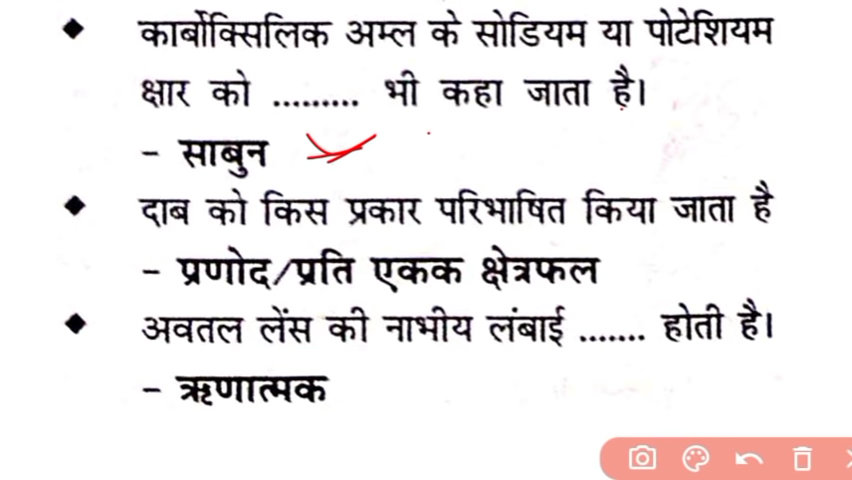 ◆ कार्बोक्सिलिक अम्ल के सोडियम या पोटेशियम
क्षार को ......... भी कहा जाता है।
– साबुन
◆ दाब को किस प्रकार परिभाषित किया जाता है
– प्रणोद/प्रति एकक क्षेत्रफल
◆ अवतल लेंस की नाभीय लंबाई ....... होती है।
– ऋणात्मक